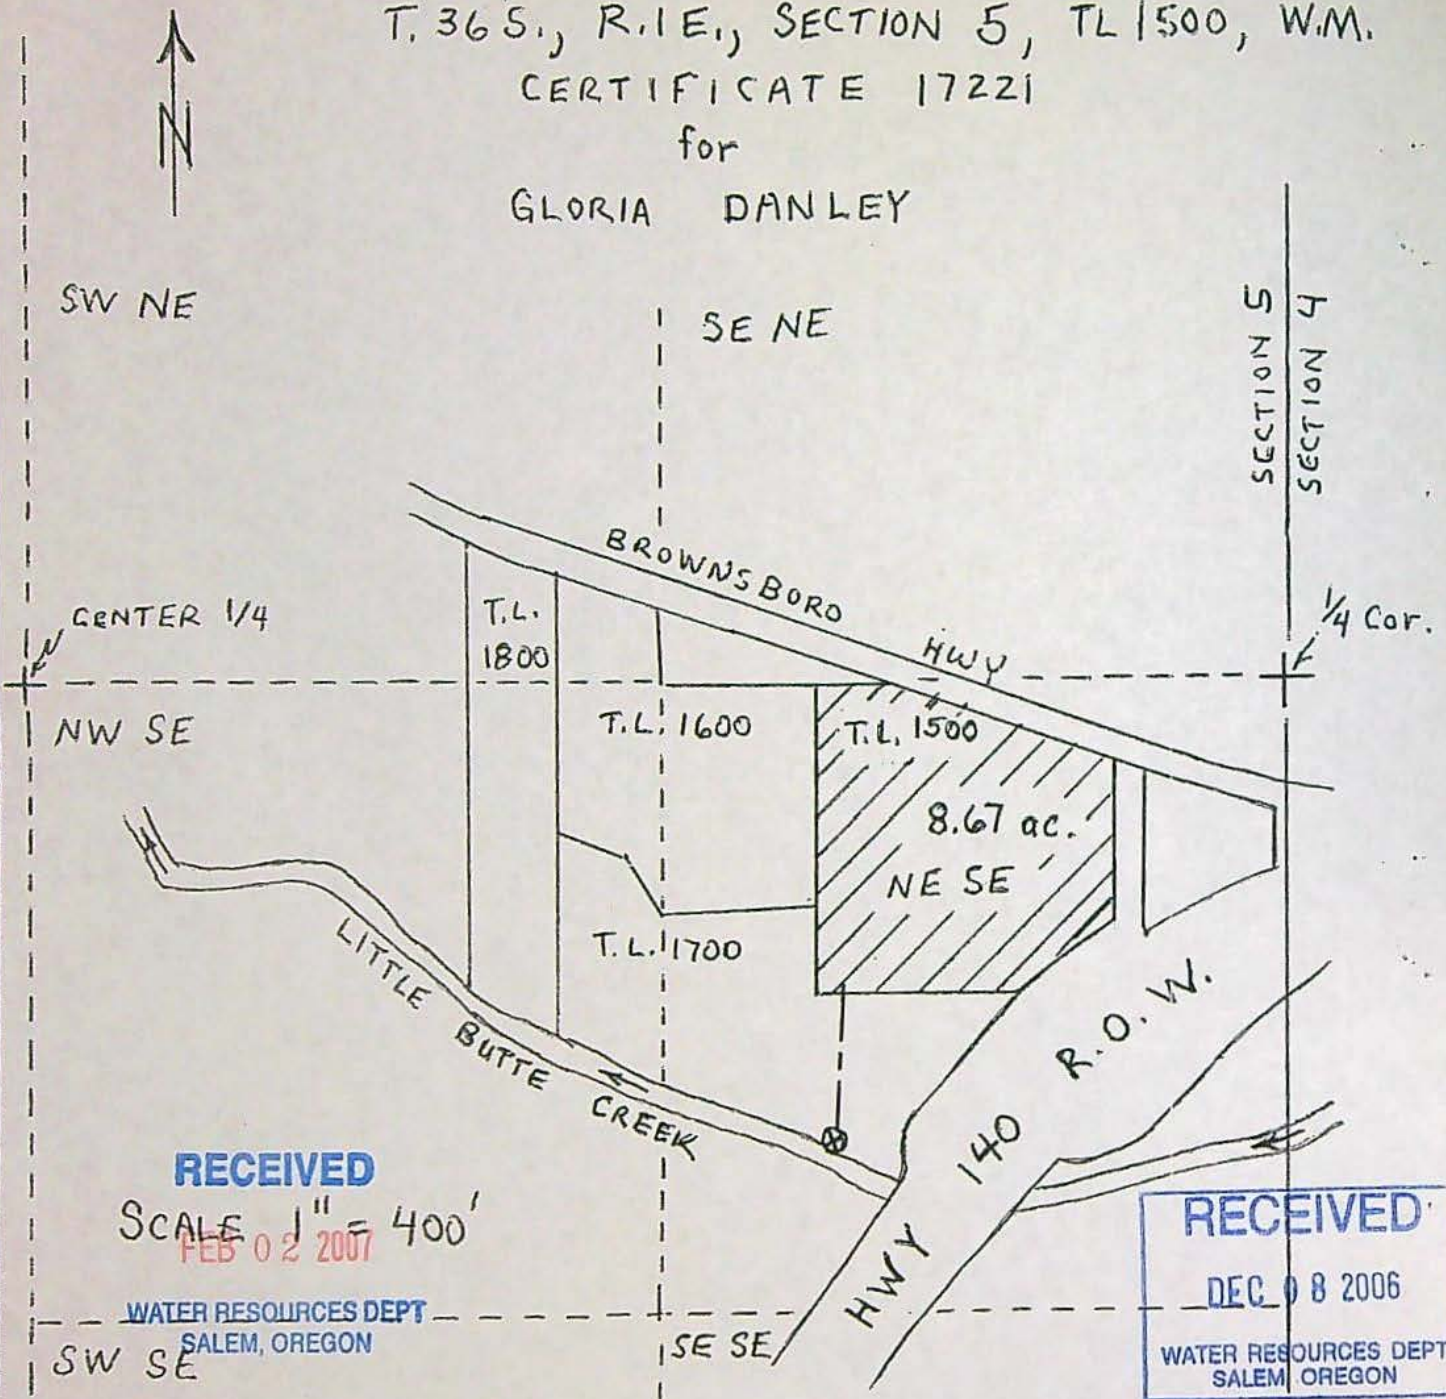 T. 36 S., R. 1 E., SECTION 5, TL 1500, W.M.
CERTIFICATE 17221
for
GLORIA DANLEY
N
SW NE
SE NE
SECTION 5
SECTION 4
BROWNSBORO HWY
CENTER 1/4
1/4 Cor.
T.L.
1800
NW SE
T.L. 1600
T.L. 1500
8.67 ac.
NE SE
T.L. 1700
LITTLE BUTTE CREEK
HWY 140 R.O.W.
RECEIVED
SCALE 1" = 400'
FEB 02 2007
WATER RESOURCES DEPT
SALEM, OREGON
RECEIVED
DEC 08 2006
WATER RESOURCES DEPT
SALEM, OREGON
SW SE
SE SE